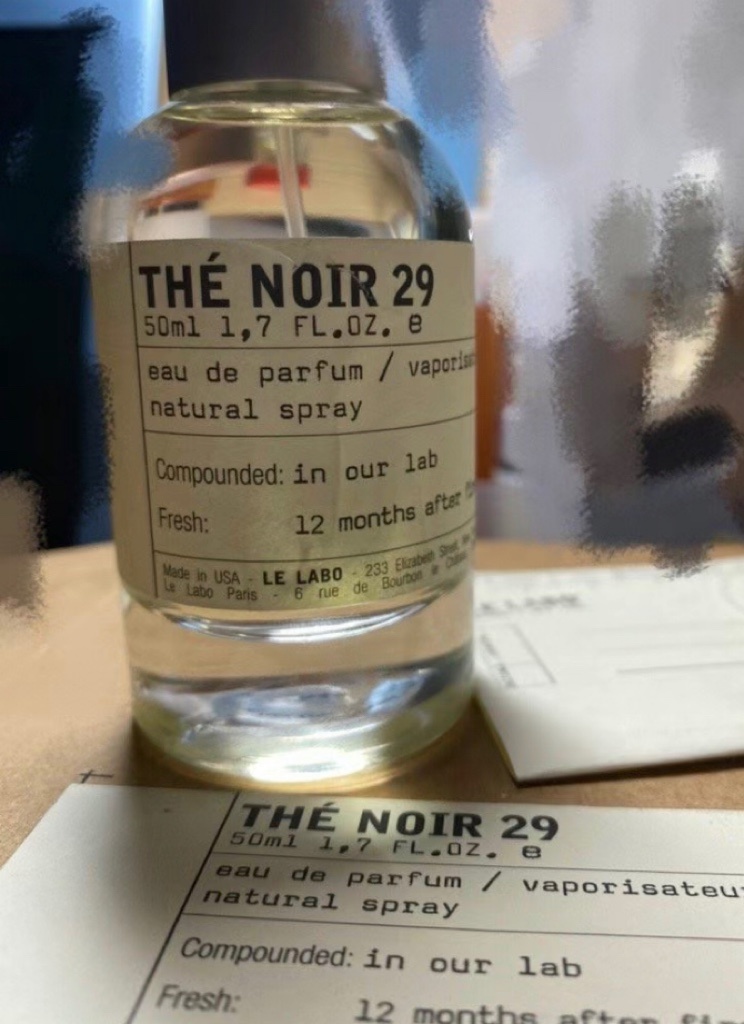 THÉ NOIR 29
50ml 1,7 FL.OZ. e
eau de parfum /
natural spray
Compounded: in our lab
Fresh: 12 months after
Made in USA - LE LABO - 233 Elizabeth Street,
Le Labo Paris - 6 rue de Bourbon le
THÉ NOIR 29
50ml 1,7 FL.OZ. e
eau de parfum / vaporisateur
natural spray
Compounded: in our lab
Fresh: 12 months after